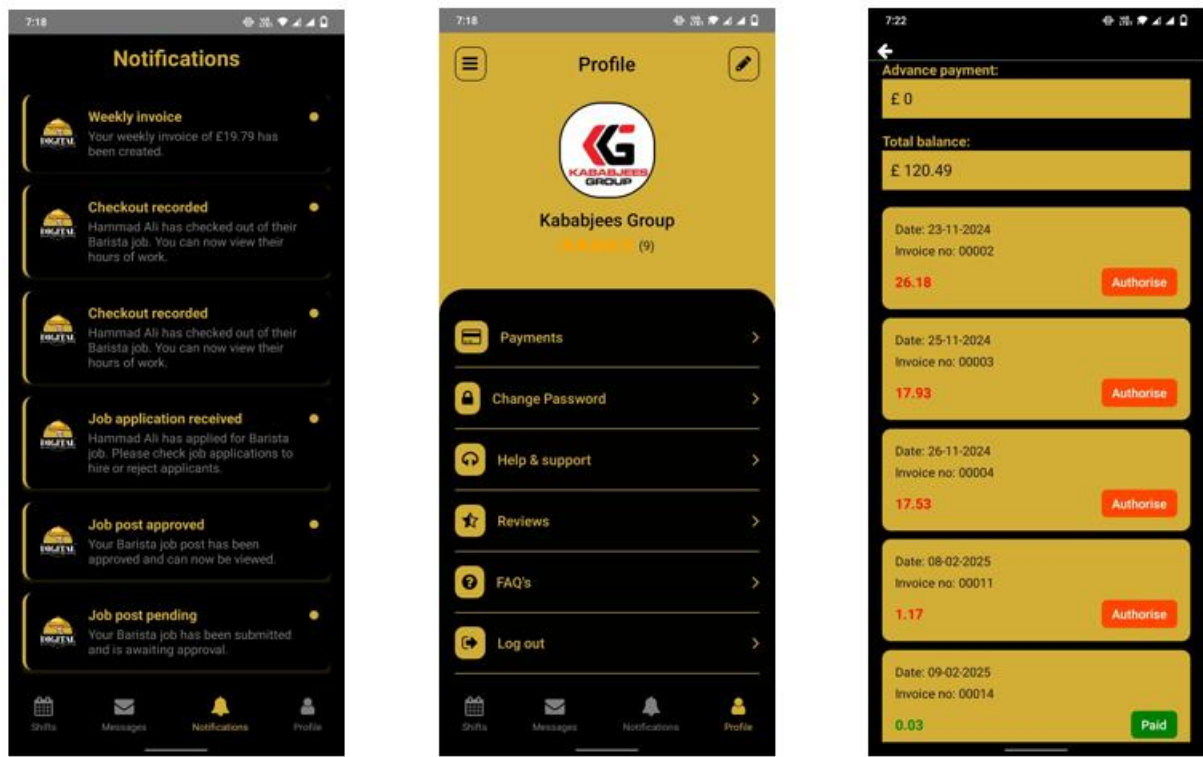 7:18
Notifications
Weekly invoice
Your weekly invoice of £19.79 has
been created.
DIGITAL
Checkout recorded
Hammad Ali has checked out of their
Barista job. You can now view their
hours of work.
DIGITAL
Checkout recorded
Hammad Ali has checked out of their
Barista job. You can now view their
hours of work.
DIGITAL
Job application received
Hammad Ali has applied for Barista
job. Please check job applications to
hire or reject applicants.
DIGITAL
Job post approved
Your Barista job post has been
approved and can now be viewed.
DIGITAL
Job post pending
Your Barista job has been submitted
and is awaiting approval.
DIGITAL
Shifts
Messages
Notifications
Profile
7:18
Profile
KG
KABABJEES
GROUP
Kababjees Group
(9)
Payments
Change Password
Help & support
Reviews
FAQ's
Log out
Shifts
Messages
Notifications
Profile
7:22
Advance payment:
£ 0
Total balance:
£ 120.49
Date: 23-11-2024
Invoice no: 00002
26.18
Authorise
Date: 25-11-2024
Invoice no: 00003
17.93
Authorise
Date: 26-11-2024
Invoice no: 00004
17.53
Authorise
Date: 08-02-2025
Invoice no: 00011
1.17
Authorise
Date: 09-02-2025
Invoice no: 00014
0.03
Paid